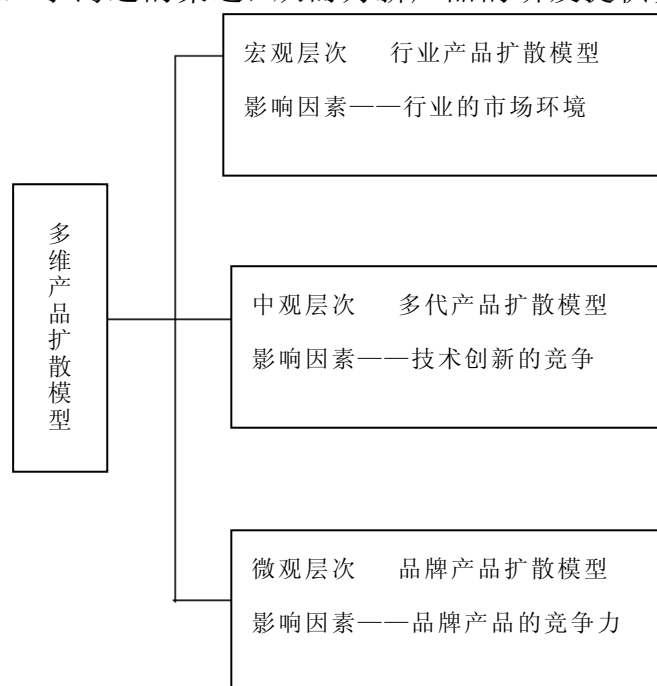 宏观层次 行业产品扩散模型
影响因素——行业的市场环境
多维产品扩散模型
中观层次 多代产品扩散模型
影响因素——技术创新的竞争
微观层次 品牌产品扩散模型
影响因素——品牌产品的竞争力